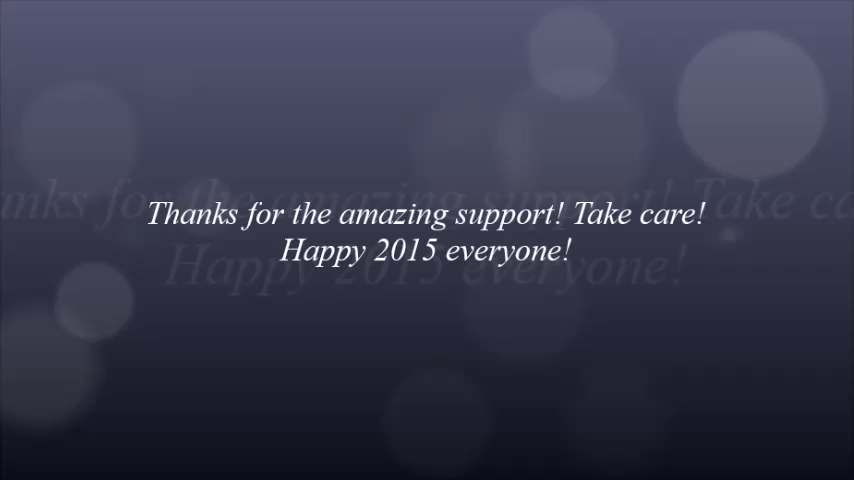 Thanks for the amazing support! Take care!
Happy 2015 everyone!